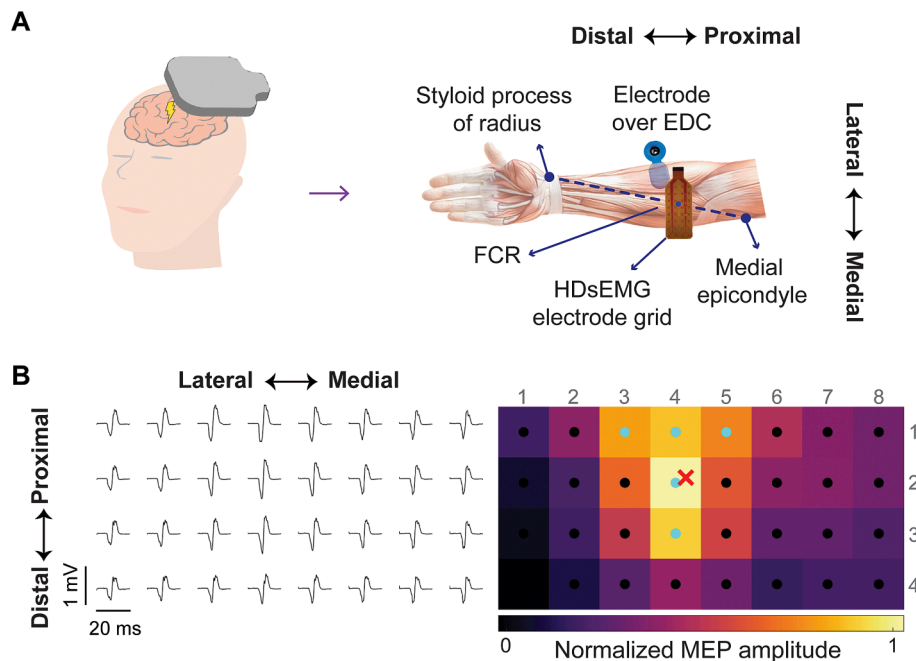 A
Distal ↔ Proximal
Styloid process
of radius
Electrode
over EDC
Lateral ↔ Medial
FCR
HDsEMG
electrode grid
Medial
epicondyle
B
Lateral ↔ Medial
Distal ↔ Proximal
1 mV
20 ms
1 2 3 4 5 6 7 8
1
2
3
4
0 1
Normalized MEP amplitude